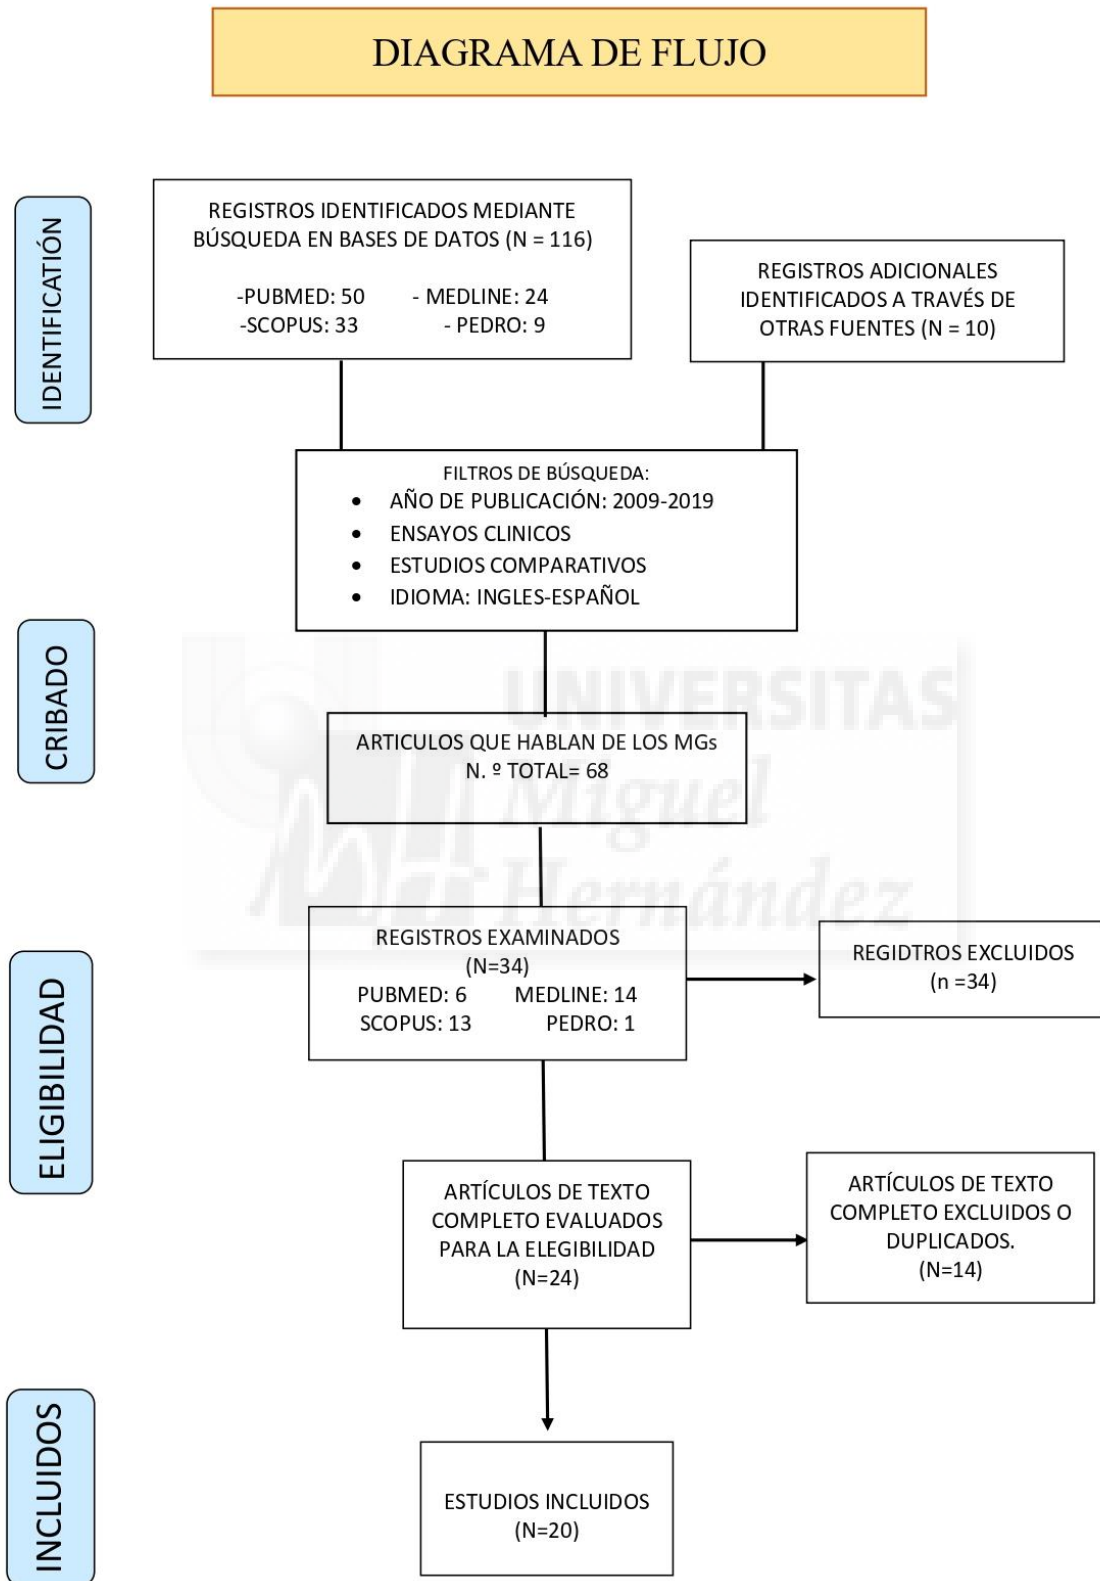 DIAGRAMA DE FLUJO
IDENTIFICATIÓN
REGISTROS IDENTIFICADOS MEDIANTE
BÚSQUEDA EN BASES DE DATOS (N = 116)
-PUBMED: 50 - MEDLINE: 24
-SCOPUS: 33 - PEDRO: 9
REGISTROS ADICIONALES
IDENTIFICADOS A TRAVÉS DE
OTRAS FUENTES (N = 10)
FILTROS DE BÚSQUEDA:
• AÑO DE PUBLICACIÓN: 2009-2019
• ENSAYOS CLINICOS
• ESTUDIOS COMPARATIVOS
• IDIOMA: INGLES-ESPAÑOL
CRIBADO
UNIVERSITAS
Miguel
Hernández
ARTICULOS QUE HABLAN DE LOS MGs
N. º TOTAL= 68
ELIGIBILIDAD
REGISTROS EXAMINADOS
(N=34)
PUBMED: 6 MEDLINE: 14
SCOPUS: 13 PEDRO: 1
REGIDTROS EXCLUIDOS
(n =34)
ARTÍCULOS DE TEXTO
COMPLETO EVALUADOS
PARA LA ELEGIBILIDAD
(N=24)
ARTÍCULOS DE TEXTO
COMPLETO EXCLUIDOS O
DUPLICADOS.
(N=14)
INCLUIDOS
ESTUDIOS INCLUIDOS
(N=20)